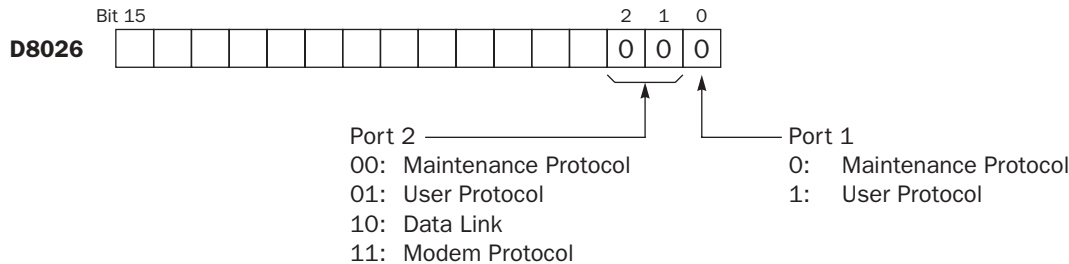 Bit 15 2 1 0
D8026 0 0 0
Port 2 Port 1
00: Maintenance Protocol 0: Maintenance Protocol
01: User Protocol 1: User Protocol
10: Data Link
11: Modem Protocol